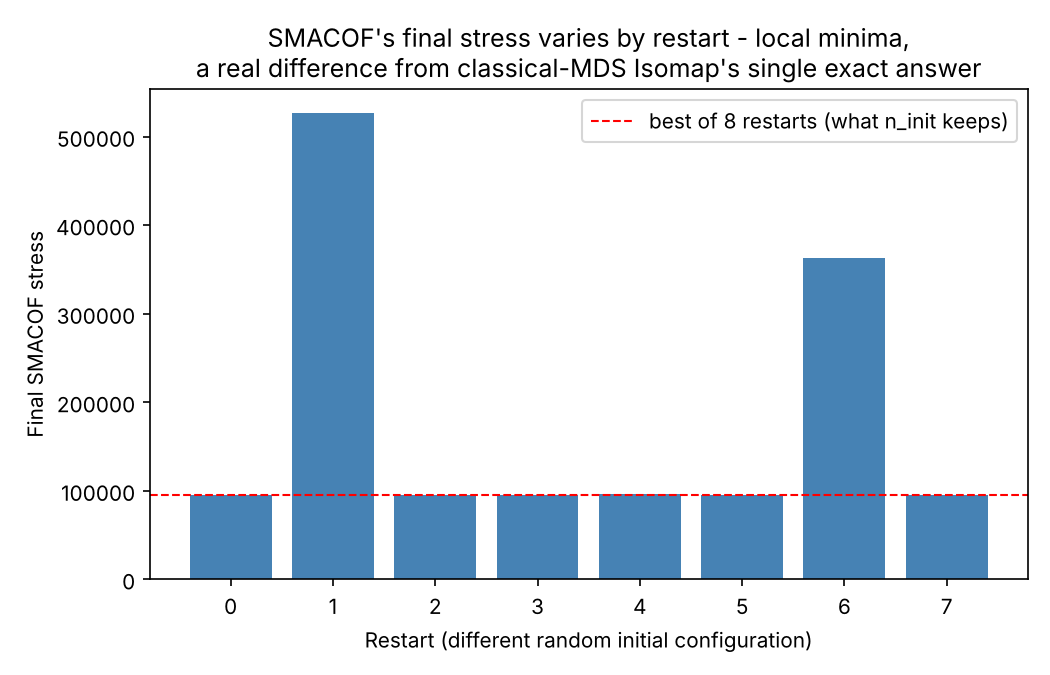 SMACOF's final stress varies by restart - local minima,
a real difference from classical-MDS Isomap's single exact answer
best of 8 restarts (what n_init keeps)
Final SMACOF stress
500000
400000
300000
200000
100000
0
0 1 2 3 4 5 6 7
Restart (different random initial configuration)